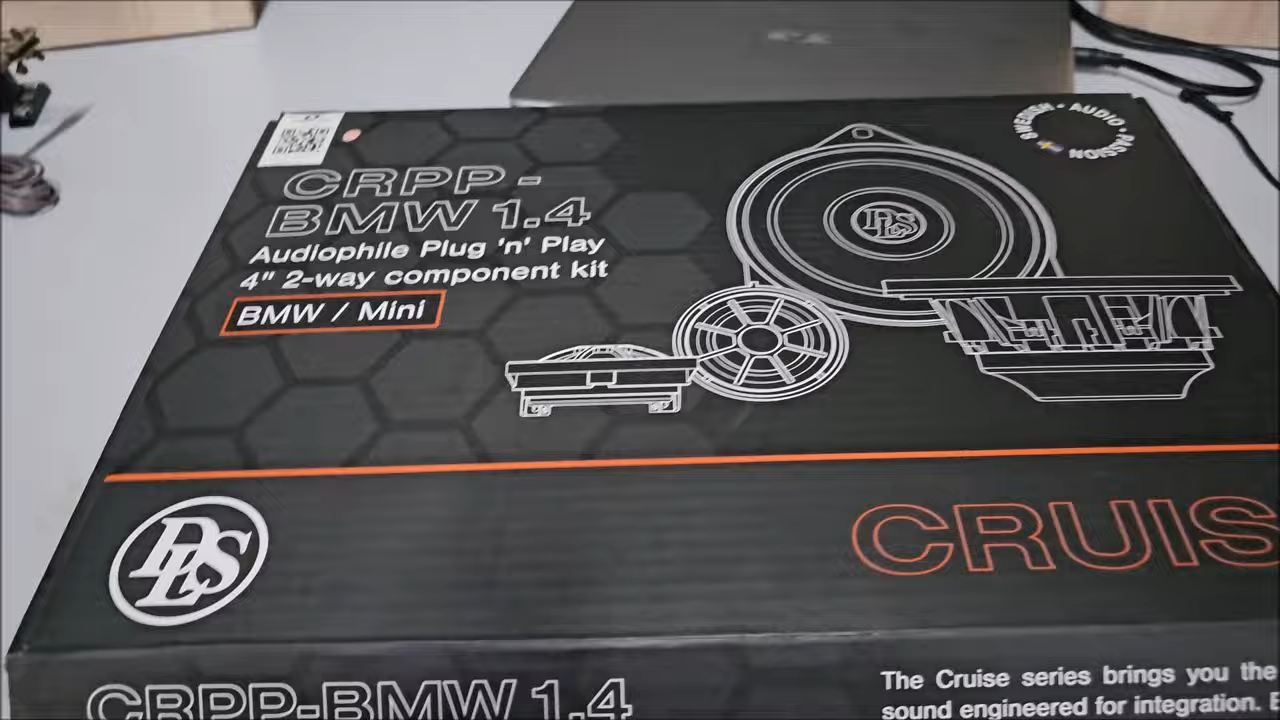 CRPP-
BMW 1.4
Audiophile Plug 'n' Play
4" 2-way component kit
BMW / Mini
SWEDISH • AUDIO • PASSION
DLS
DLS
CRUIS
CRPP-BMW 1.4
The Cruise series brings you the
sound engineered for integration.